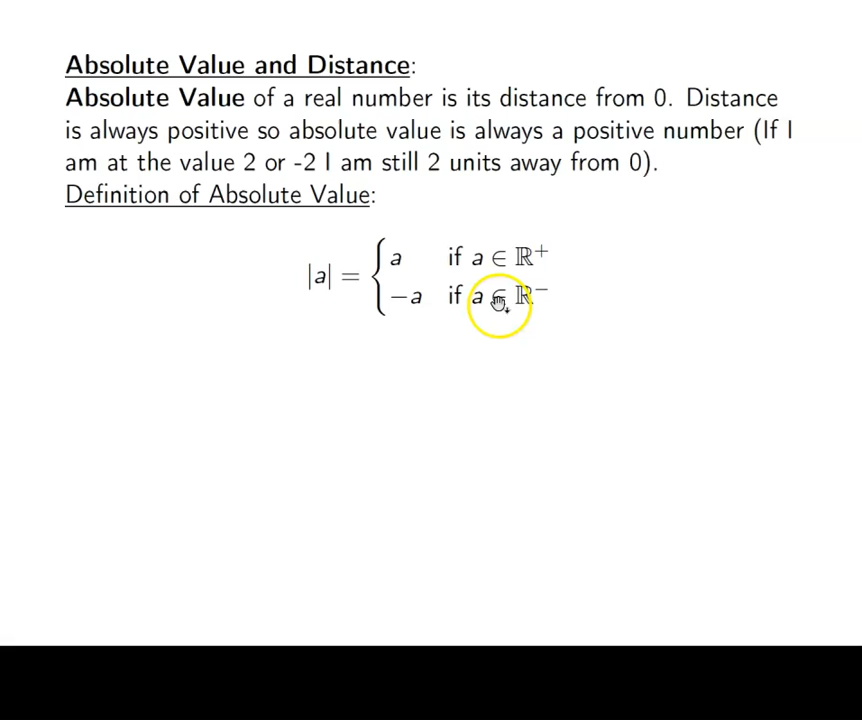 Absolute Value and Distance:
Absolute Value of a real number is its distance from 0. Distance
is always positive so absolute value is always a positive number (If I
am at the value 2 or -2 I am still 2 units away from 0).
Definition of Absolute Value:
|a| = { a if a ∈ ℝ⁺
−a if a ∈ ℝ⁻